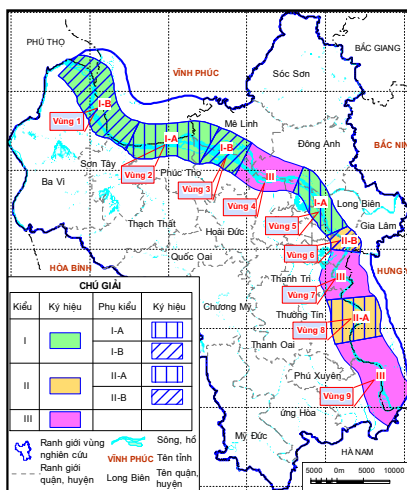 PHÚ THỌ
BẮC GIANG
VĨNH PHÚC
Sóc Sơn
I-B
Vùng 1
Mê Linh
I-A
Đông Anh
I-B
BẮC NIN
Sơn Tây
Vùng 2
Phúc Thọ
III
Ba Vì
Vùng 3
Vùng 4
I-A
Long Biên
Thạch Thất
Hoài Đức
Vùng 5
Gia Lâm
II-B
Quốc Oai
Vùng 6
HÒA BÌNH
HƯNG Y
Thanh Trì
III
Vùng 7
Chương Mỹ
Thường Tín
II-A
Vùng 8
Thanh Oai
Phú Xuyên
III
Vùng 9
ứng Hòa
Mỹ Đức
HÀ NAM
CHÚ GIẢI
Kiểu Ký hiệu Phụ kiểu Ký hiệu
I I-A
I-B
II II-A
II-B
III
Ranh giới vùng nghiên cứu
Sông, hồ
VĨNH PHÚC Tên tỉnh
Ranh giới quận, huyện
Long Biên Tên quận, huyện
5000 0m 5000 10000